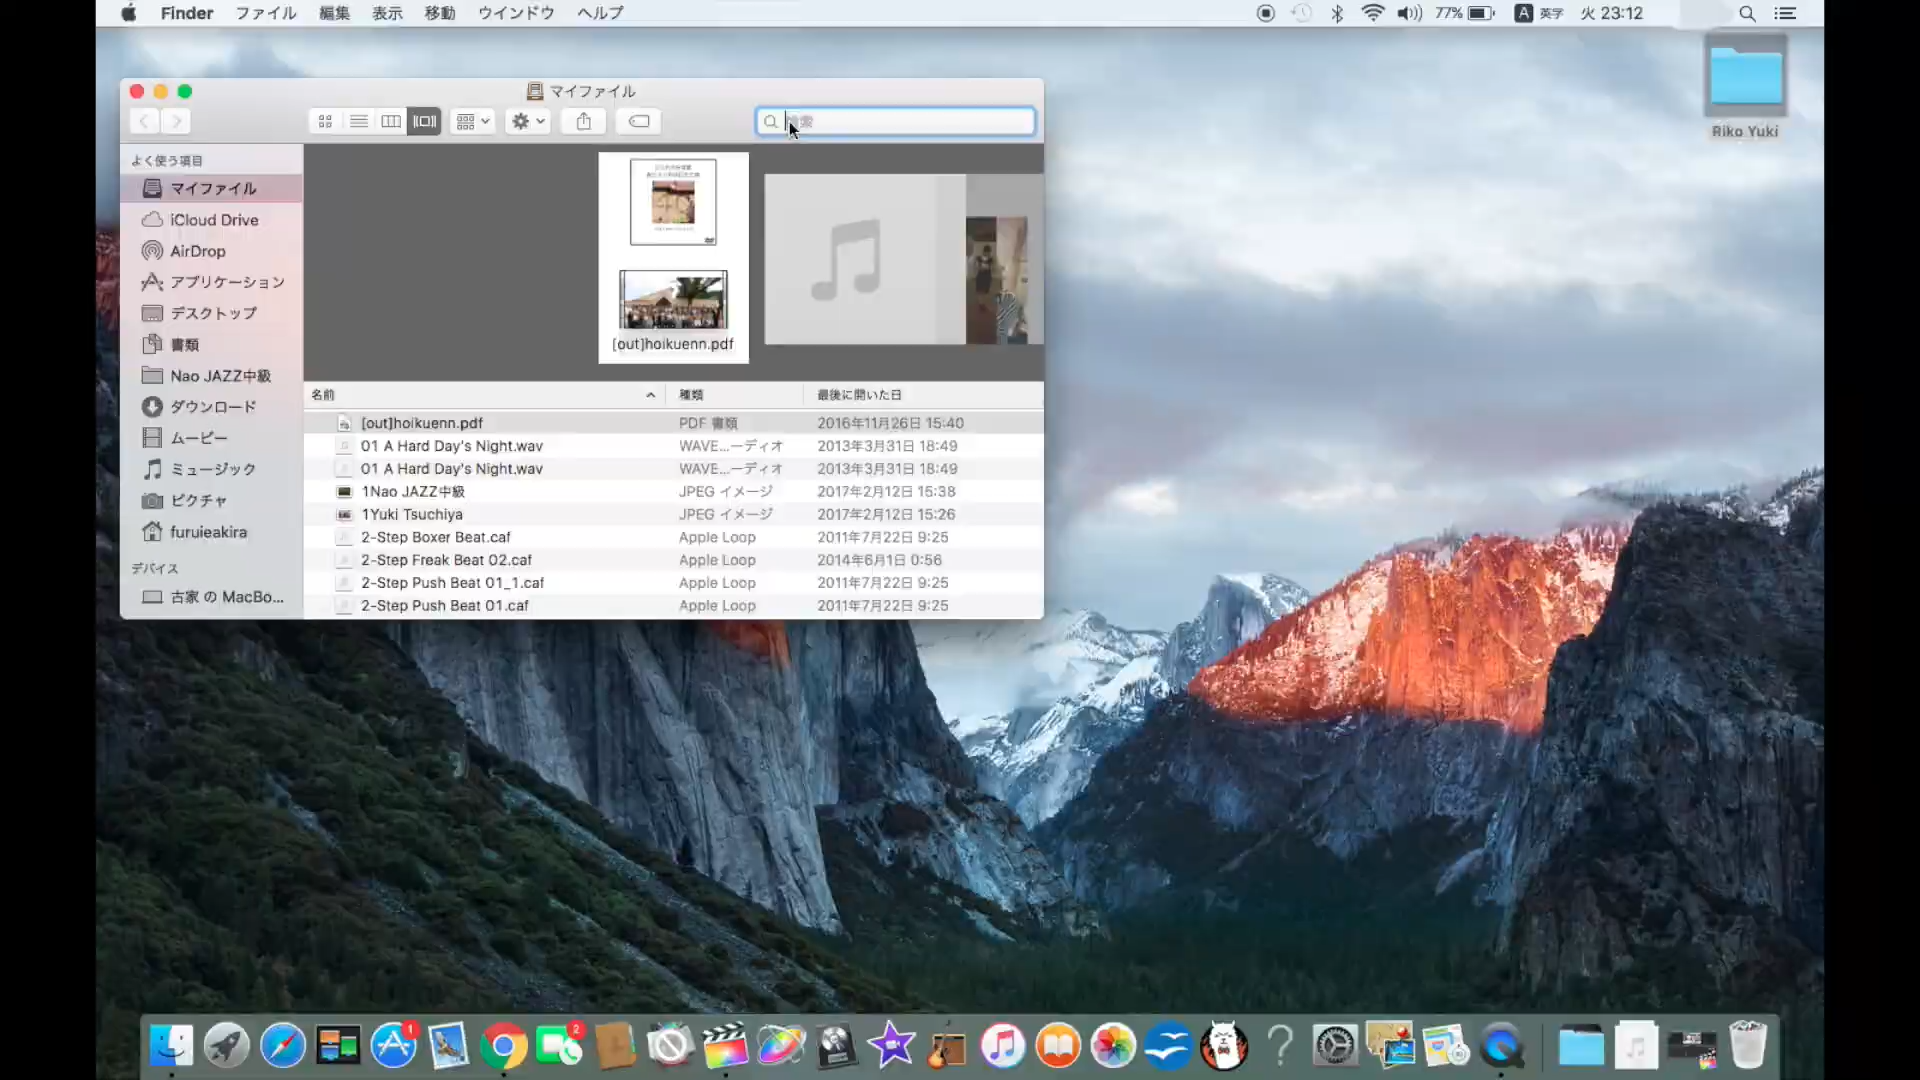 Finder ファイル 編集 表示 移動 ウインドウ ヘルプ 77% A 英字 火 23:12
Riko Yuki
マイファイル
検索
よく使う項目
マイファイル
iCloud Drive
AirDrop
アプリケーション
デスクトップ
書類
Nao JAZZ中級
ダウンロード
ムービー
ミュージック
ピクチャ
furuieakira
デバイス
古家 の MacBo...
[out]hoikuenn.pdf
名前 種類 最後に開いた日
[out]hoikuenn.pdf PDF 書類 2016年11月26日 15:40
01 A Hard Day's Night.wav WAVE...ーディオ 2013年3月31日 18:49
01 A Hard Day's Night.wav WAVE...ーディオ 2013年3月31日 18:49
1Nao JAZZ中級 JPEG イメージ 2017年2月12日 15:38
1Yuki Tsuchiya JPEG イメージ 2017年2月12日 15:26
2-Step Boxer Beat.caf Apple Loop 2011年7月22日 9:25
2-Step Freak Beat 02.caf Apple Loop 2014年6月1日 0:56
2-Step Push Beat 01_1.caf Apple Loop 2011年7月22日 9:25
2-Step Push Beat 01.caf Apple Loop 2011年7月22日 9:25
1
2